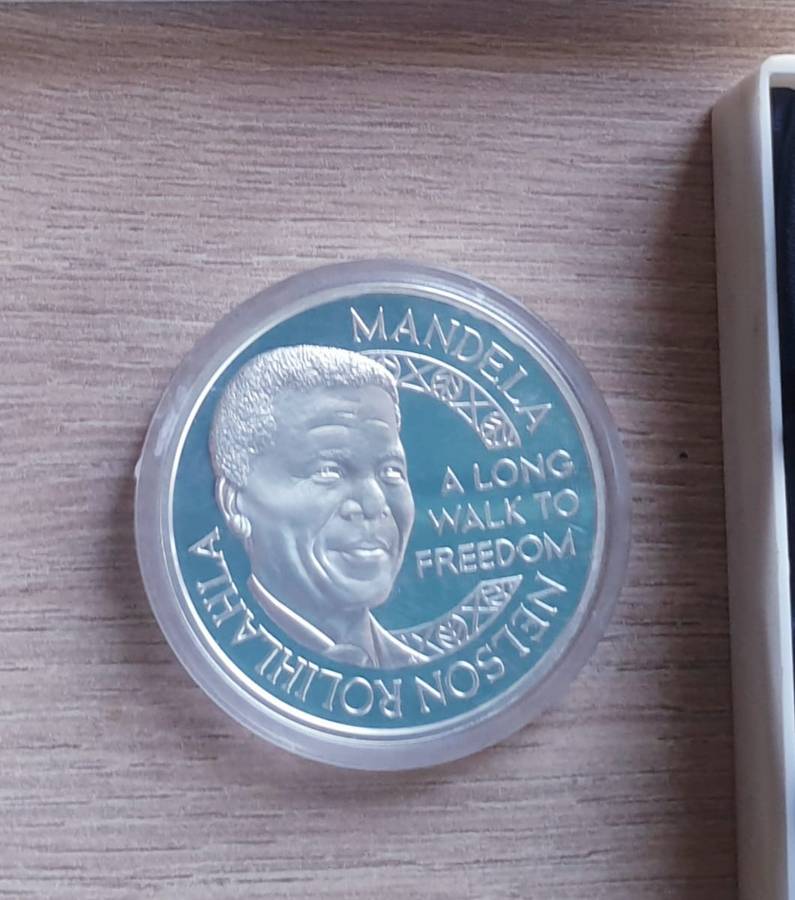 NELSON ROLIHLAHLA MANDELA
A LONG
WALK TO
FREEDOM